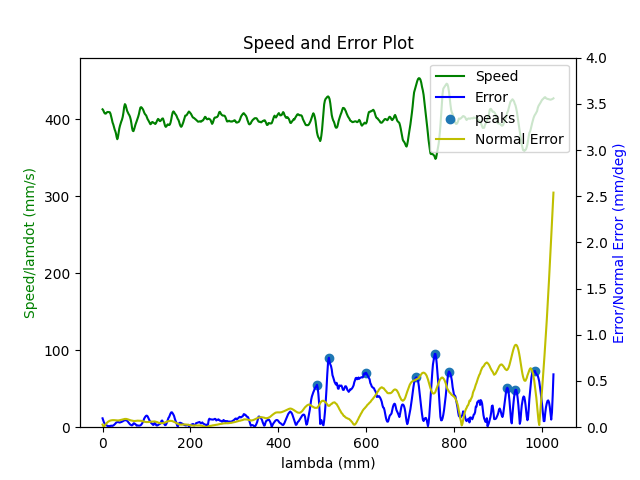 Speed and Error Plot
Speed
Error
peaks
Normal Error
Speed/lamdot (mm/s)
400
300
200
100
0
4.0
3.5
3.0
2.5
2.0
1.5
1.0
0.5
0.0
Error/Normal Error (mm/deg)
0 200 400 600 800 1000
lambda (mm)